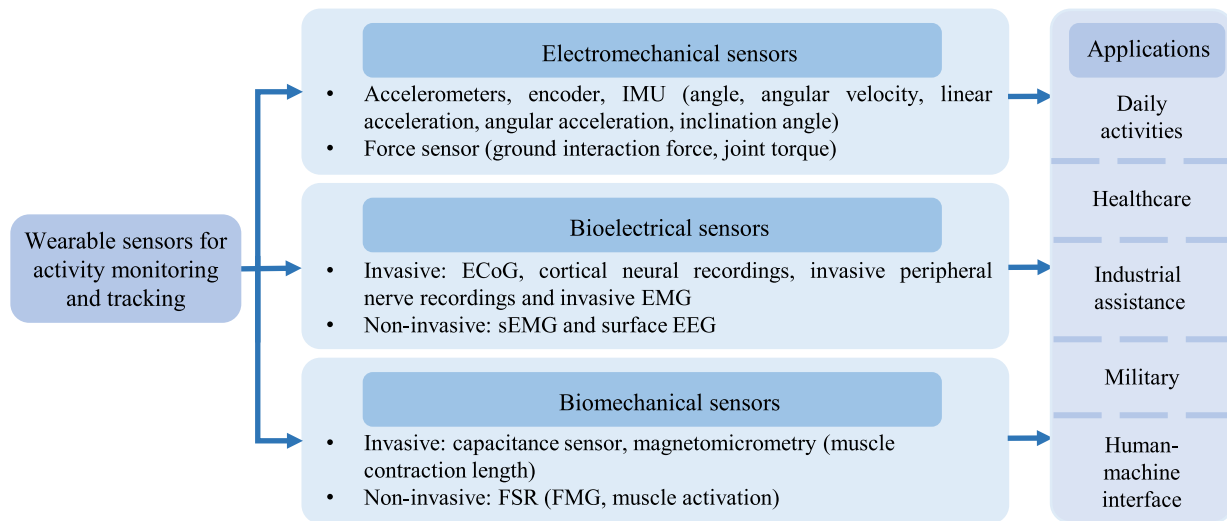 Wearable sensors for
activity monitoring
and tracking
Electromechanical sensors
• Accelerometers, encoder, IMU (angle, angular velocity, linear
acceleration, angular acceleration, inclination angle)
• Force sensor (ground interaction force, joint torque)
Bioelectrical sensors
• Invasive: ECoG, cortical neural recordings, invasive peripheral
nerve recordings and invasive EMG
• Non-invasive: sEMG and surface EEG
Biomechanical sensors
• Invasive: capacitance sensor, magnetomicrometry (muscle
contraction length)
• Non-invasive: FSR (FMG, muscle activation)
Applications
Daily
activities
Healthcare
Industrial
assistance
Military
Human-
machine
interface